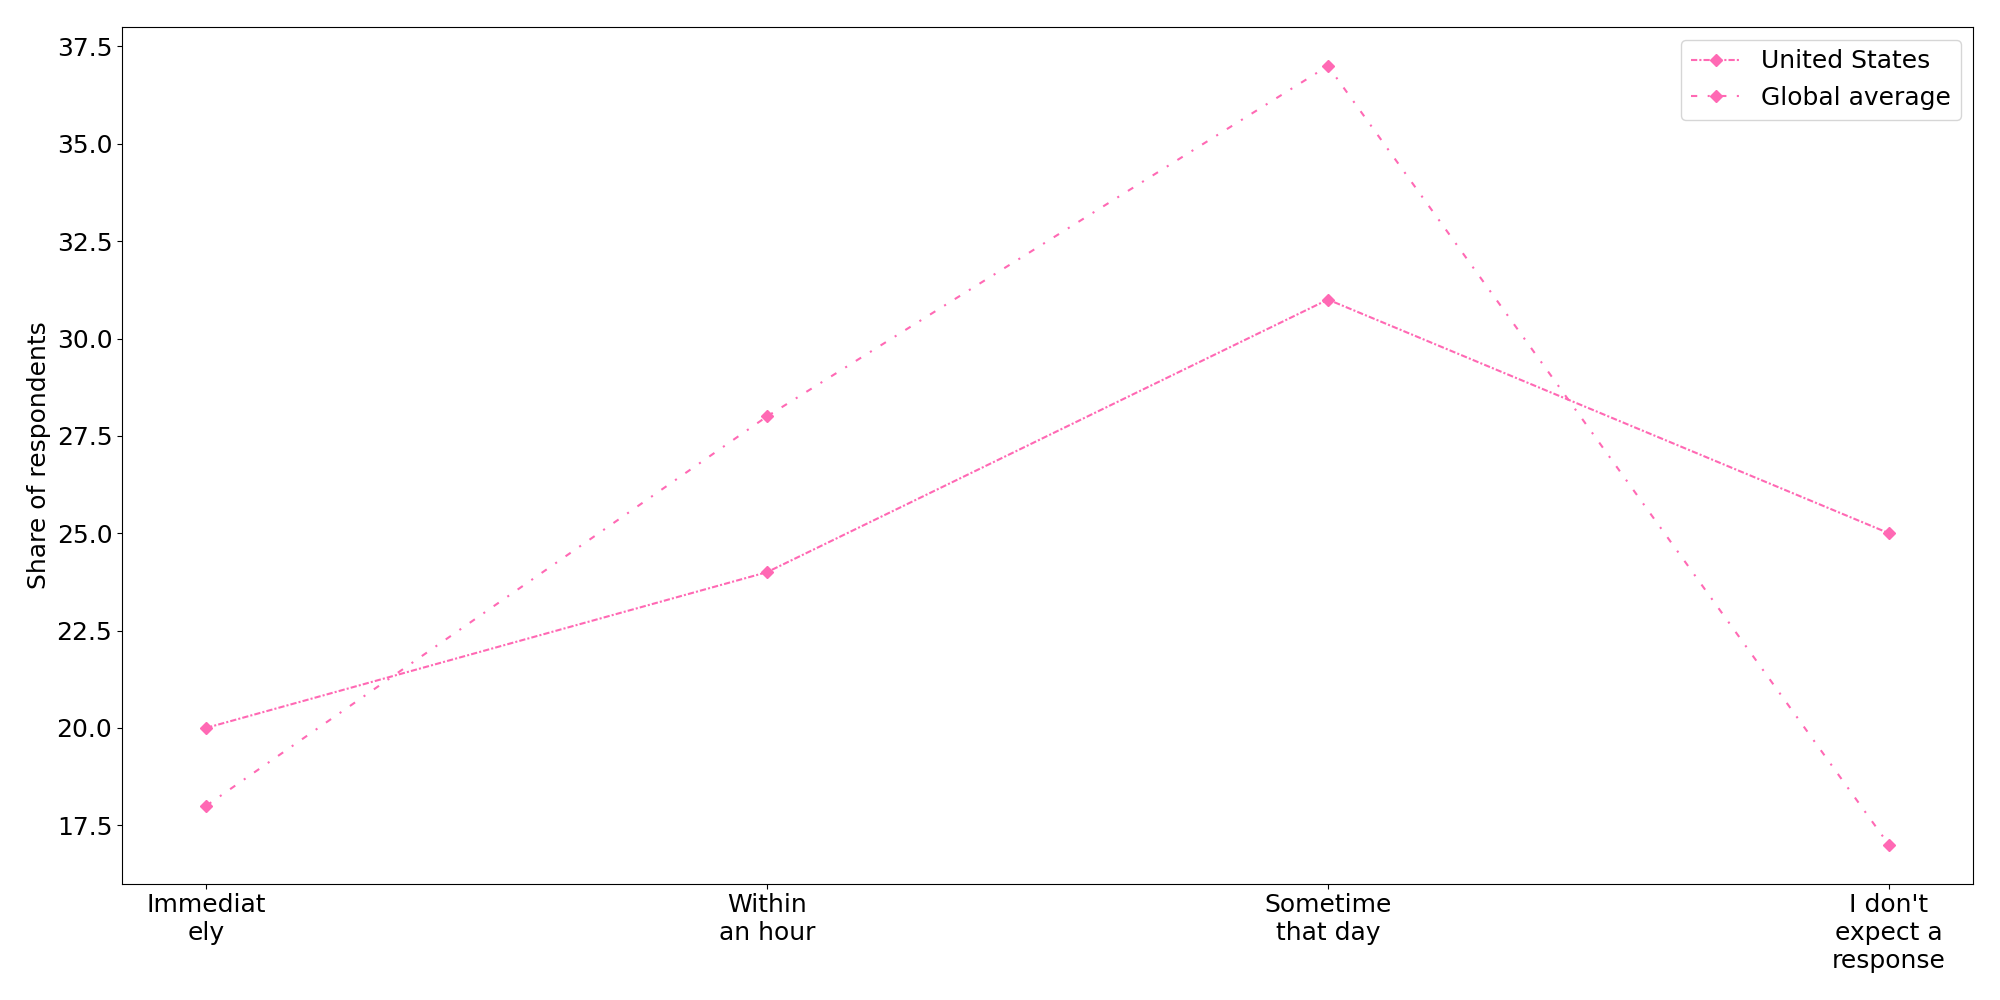 37.5
35.0
32.5
30.0
27.5
25.0
22.5
20.0
17.5
Share of respondents
United States
Global average
Immediat
ely
Within
an hour
Sometime
that day
I don't
expect a
response